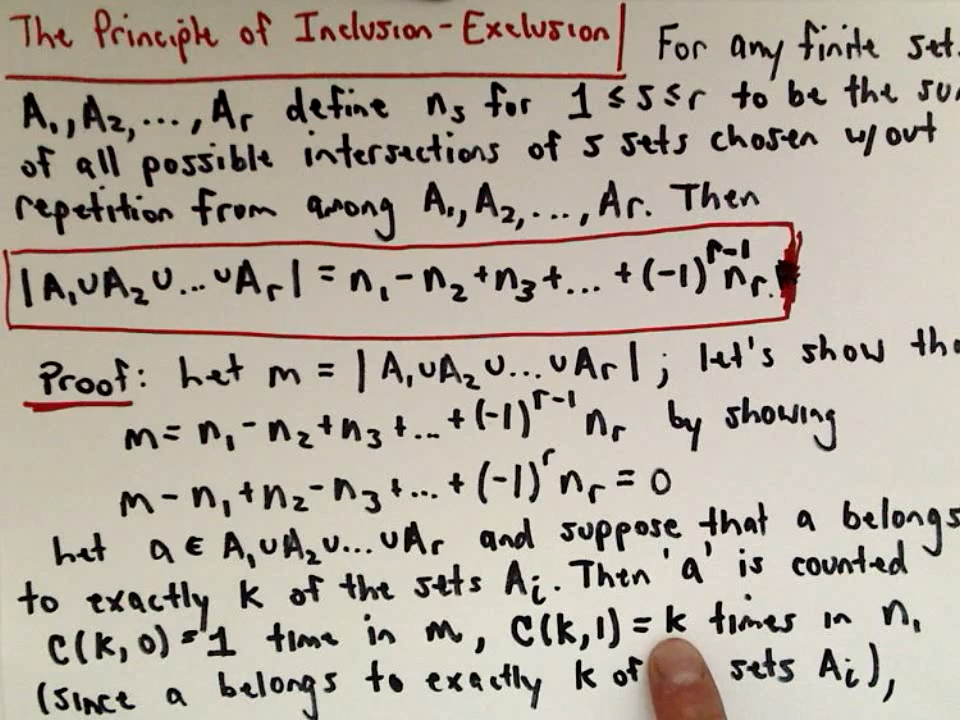 The Principle of Inclusion-Exclusion
For any finite set
A₁, A₂, ..., Aᵣ define nₛ for 1 ≤ s ≤ r to be the
of all possible intersections of s sets chosen w/out
repetition from among A₁, A₂, ..., Aᵣ. Then
|A₁∪A₂∪...∪Aᵣ| = n₁ - n₂ + n₃ + ... + (-1)ʳ⁻¹ nᵣ.
Proof: Let m = |A₁∪A₂∪...∪Aᵣ|; let's show
m = n₁ - n₂ + n₃ + ... + (-1)ʳ⁻¹ nᵣ by showing
m - n₁ + n₂ - n₃ + ... + (-1)ʳ nᵣ = 0
Let a ∈ A₁∪A₂∪...∪Aᵣ and suppose that a belongs
to exactly k of the sets Aᵢ. Then 'a' is counted
C(k,0) = 1 time in m, C(k,1) = k times in n₁
(since a belongs to exactly k of sets Aᵢ),